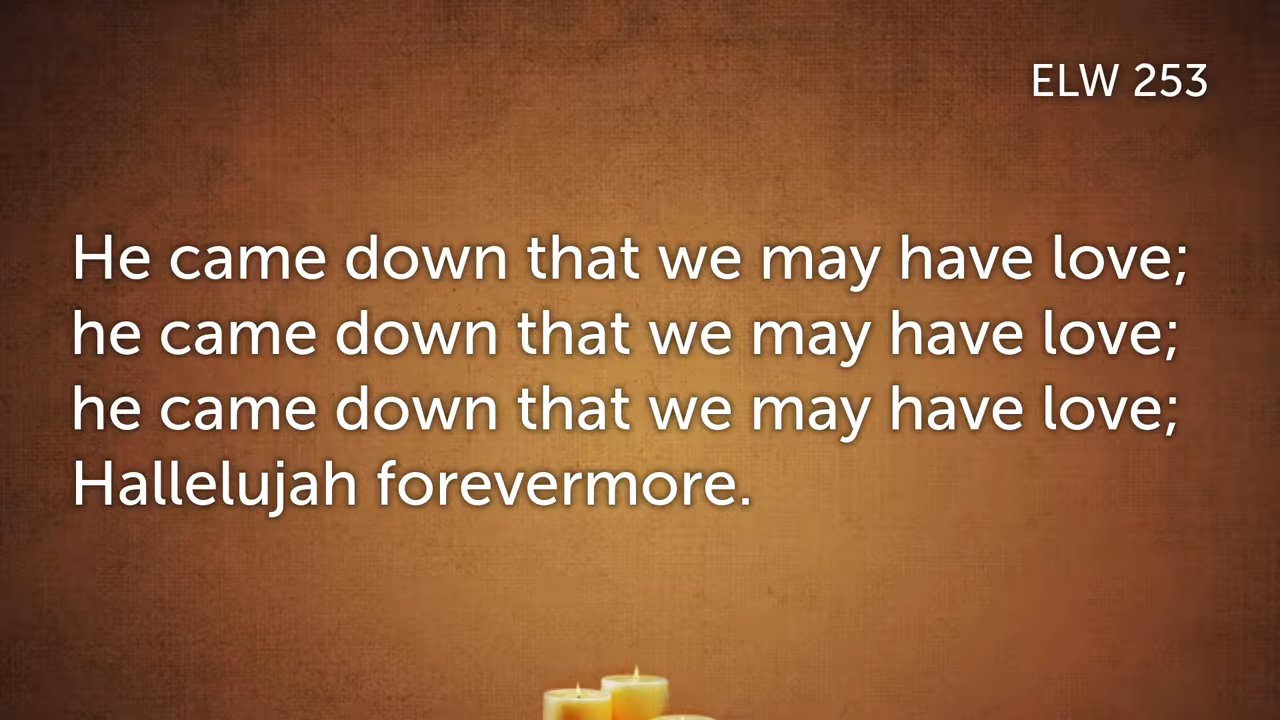 ELW 253
He came down that we may have love;
he came down that we may have love;
he came down that we may have love;
Hallelujah forevermore.